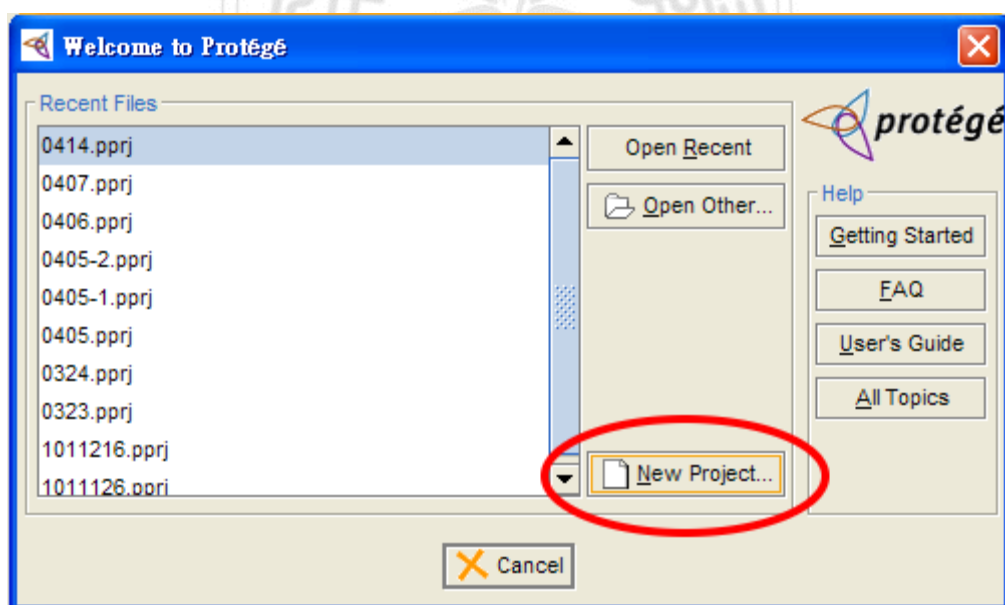 Welcome to Protégé
Recent Files
0414.pprj
0407.pprj
0406.pprj
0405-2.pprj
0405-1.pprj
0405.pprj
0324.pprj
0323.pprj
1011216.pprj
1011126.pprj
Open Recent
Open Other...
New Project...
protégé
Help
Getting Started
FAQ
User's Guide
All Topics
Cancel